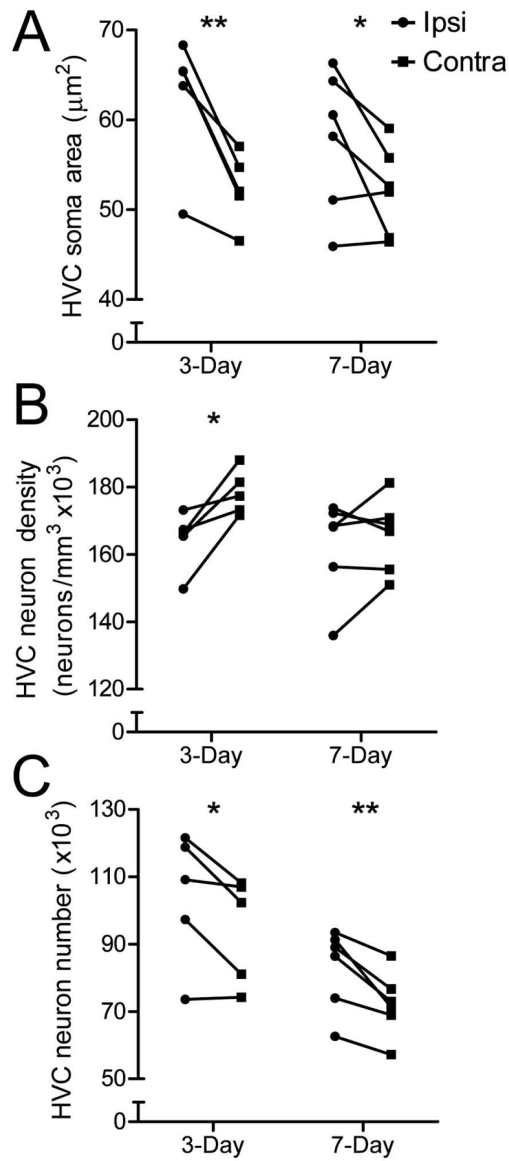 A
** *
Ipsi
Contra
HVC soma area (μm²)
70
60
50
40
0
3-Day 7-Day
B
*
HVC neuron density
(neurons/mm³ x10³)
200
180
160
140
120
0
3-Day 7-Day
C
* **
HVC neuron number (x10³)
130
110
90
70
50
0
3-Day 7-Day